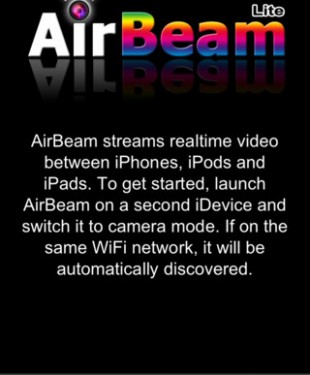 Lite
AirBeam
AirBeam streams realtime video
between iPhones, iPods and
iPads. To get started, launch
AirBeam on a second iDevice and
switch it to camera mode. If on the
same WiFi network, it will be
automatically discovered.